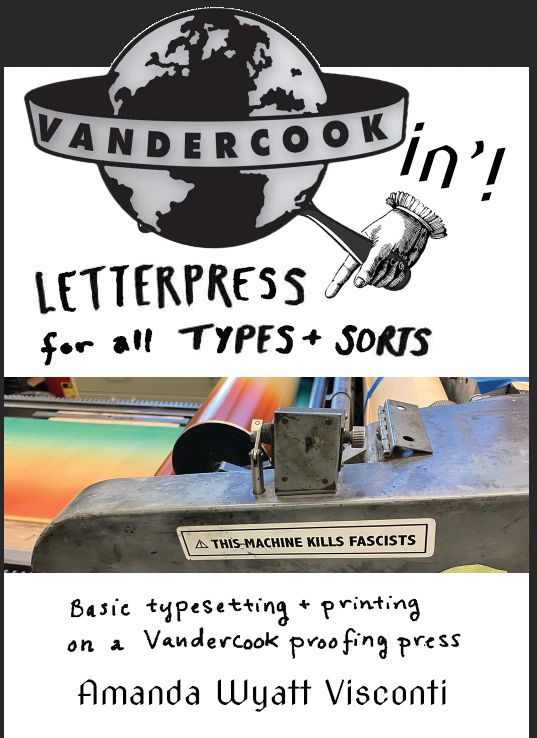 VANDERCOOK
in'!
LETTERPRESS
for all TYPES + SORTS
⚠ THIS MACHINE KILLS FASCISTS
Basic typesetting + printing
on a Vandercook proofing press
Amanda Wyatt Visconti